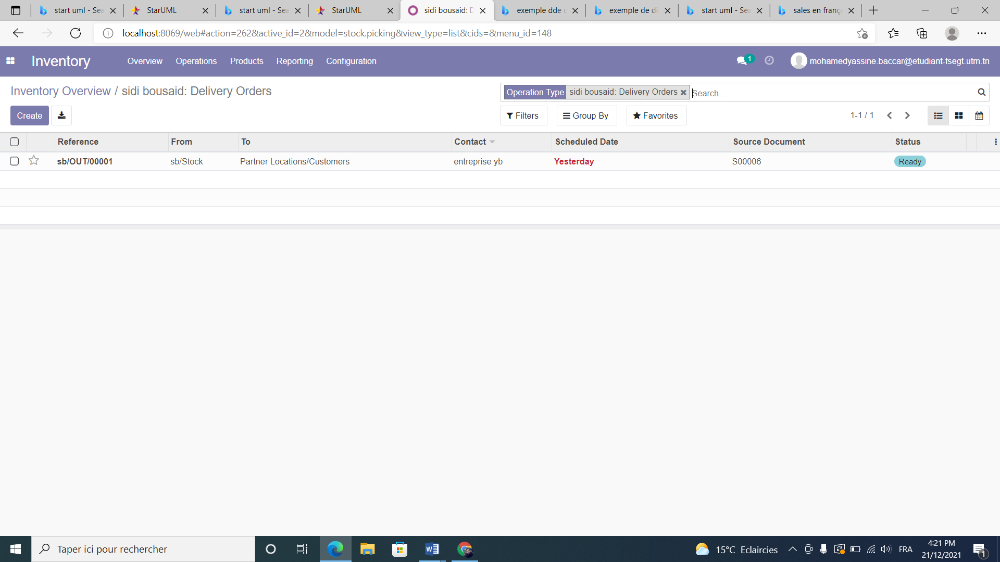 start uml - Sea
StarUML
start uml - Sea
StarUML
sidi bousaid: D
exemple dde c
exemple de di
start uml - Sea
sales en frança
localhost:8069/web#action=262&active_id=2&model=stock.picking&view_type=list&cids=&menu_id=148
Inventory
Overview
Operations
Products
Reporting
Configuration
1
mohamedyassine.baccar@etudiant-fsegt.utm.tn
Inventory Overview / sidi bousaid: Delivery Orders
Operation Type
sidi bousaid: Delivery Orders
Search...
Create
Filters
Group By
Favorites
1-1 / 1
Reference
From
To
Contact
Scheduled Date
Source Document
Status
sb/OUT/00001
sb/Stock
Partner Locations/Customers
entreprise yb
Yesterday
S00006
Ready
Taper ici pour rechercher
15°C Eclaircies
FRA
4:21 PM
21/12/2021
1